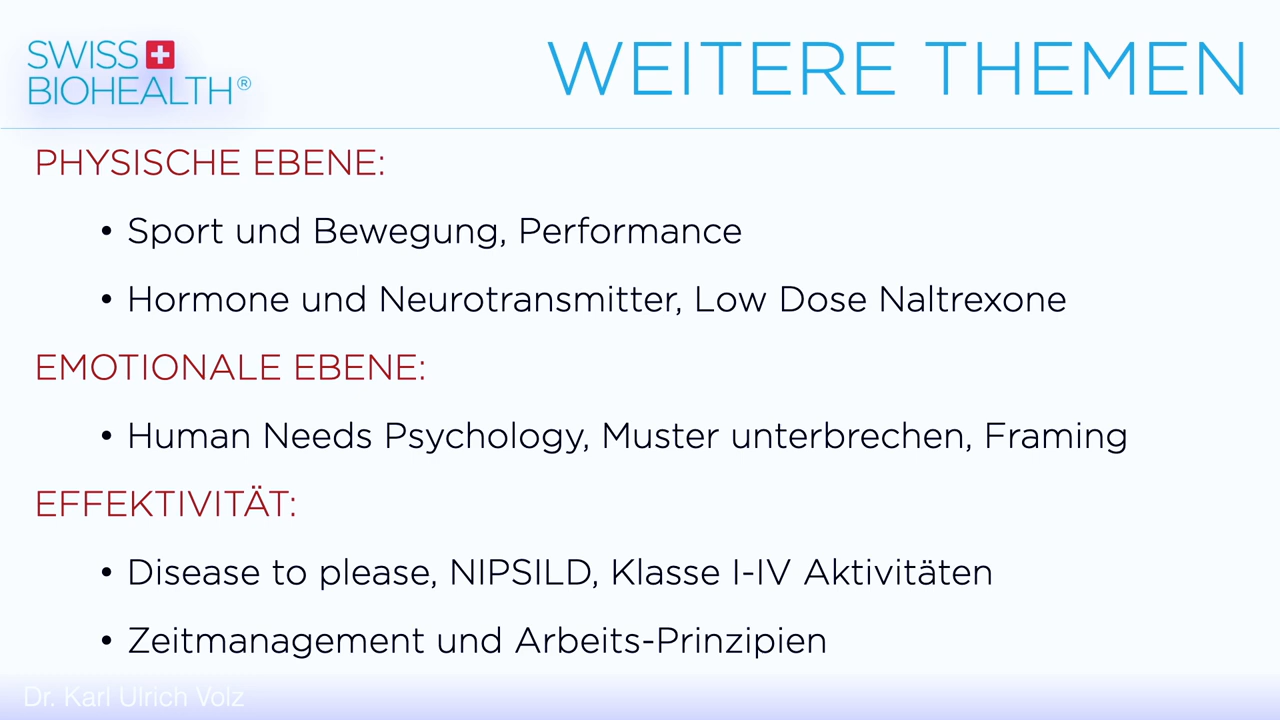 SWISS
BIOHEALTH®
WEITERE THEMEN
PHYSISCHE EBENE:
• Sport und Bewegung, Performance
• Hormone und Neurotransmitter, Low Dose Naltrexone
EMOTIONALE EBENE:
• Human Needs Psychology, Muster unterbrechen, Framing
EFFEKTIVITÄT:
• Disease to please, NIPSILD, Klasse I-IV Aktivitäten
• Zeitmanagement und Arbeits-Prinzipien
Dr. Karl Ulrich Volz